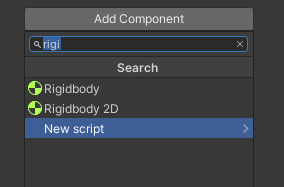 Add Component
rigi
Search
Rigidbody
Rigidbody 2D
New script